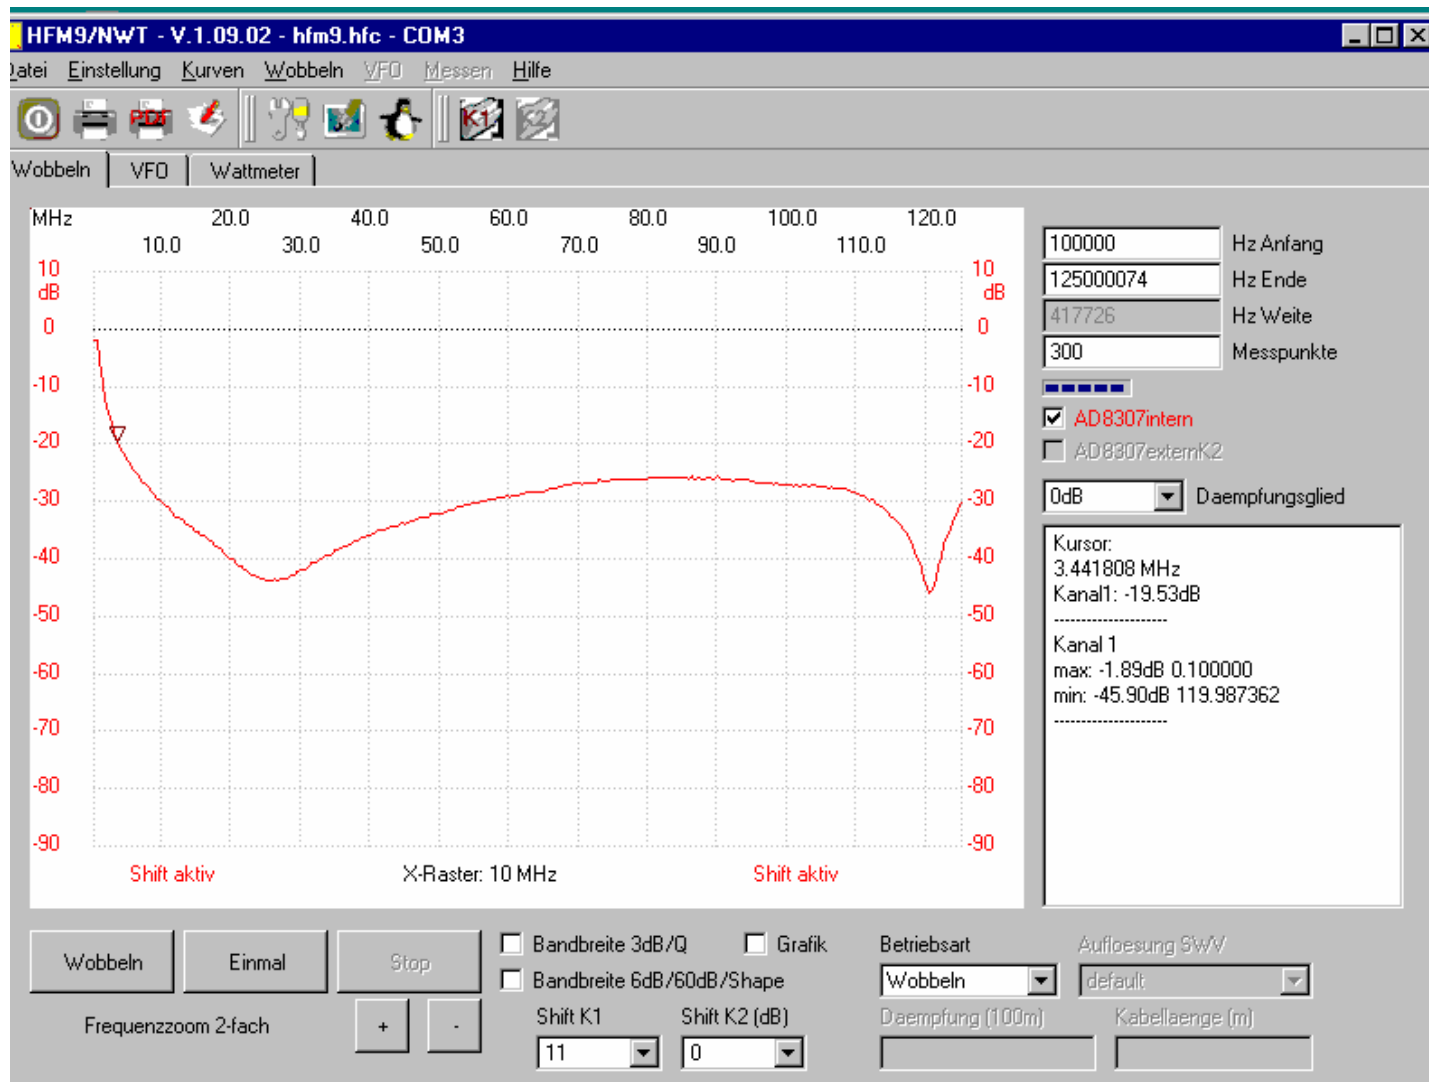 HFM9/NWT - V.1.09.02 - hfm9.hfc - COM3
Datei Einstellung Kurven Wobbeln VFO Messen Hilfe
PDF K1 K2
Wobbeln VFO Wattmeter
MHz 20.0 40.0 60.0 80.0 100.0 120.0
10.0 30.0 50.0 70.0 90.0 110.0
10 10
dB dB
0 0
-10 -10
-20 -20
-30 -30
-40 -40
-50 -50
-60 -60
-70 -70
-80 -80
-90 -90
Shift aktiv X-Raster: 10 MHz Shift aktiv
100000 Hz Anfang
125000074 Hz Ende
417726 Hz Weite
300 Messpunkte
AD8307intern
AD8307externK2
0dB Daempfungsglied
Kursor:
3.441808 MHz
Kanal1: -19.53dB
---------------------
Kanal 1
max: -1.89dB 0.100000
min: -45.90dB 119.987362
---------------------
Wobbeln Einmal Stop
Frequenzzoom 2-fach + -
Bandbreite 3dB/Q Grafik
Bandbreite 6dB/60dB/Shape
Shift K1 Shift K2 (dB)
11 0
Betriebsart Aufloesung SWV
Wobbeln default
Daempfung (100m) Kabellaenge (m)